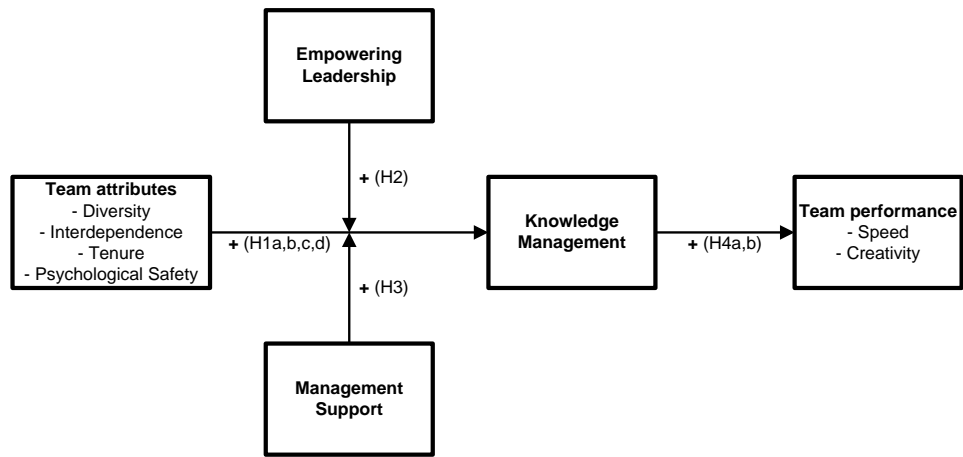 Empowering
Leadership
+ (H2)
Team attributes
- Diversity
- Interdependence
- Tenure
- Psychological Safety
+ (H1a,b,c,d)
Knowledge
Management
+ (H4a,b)
Team performance
- Speed
- Creativity
+ (H3)
Management
Support